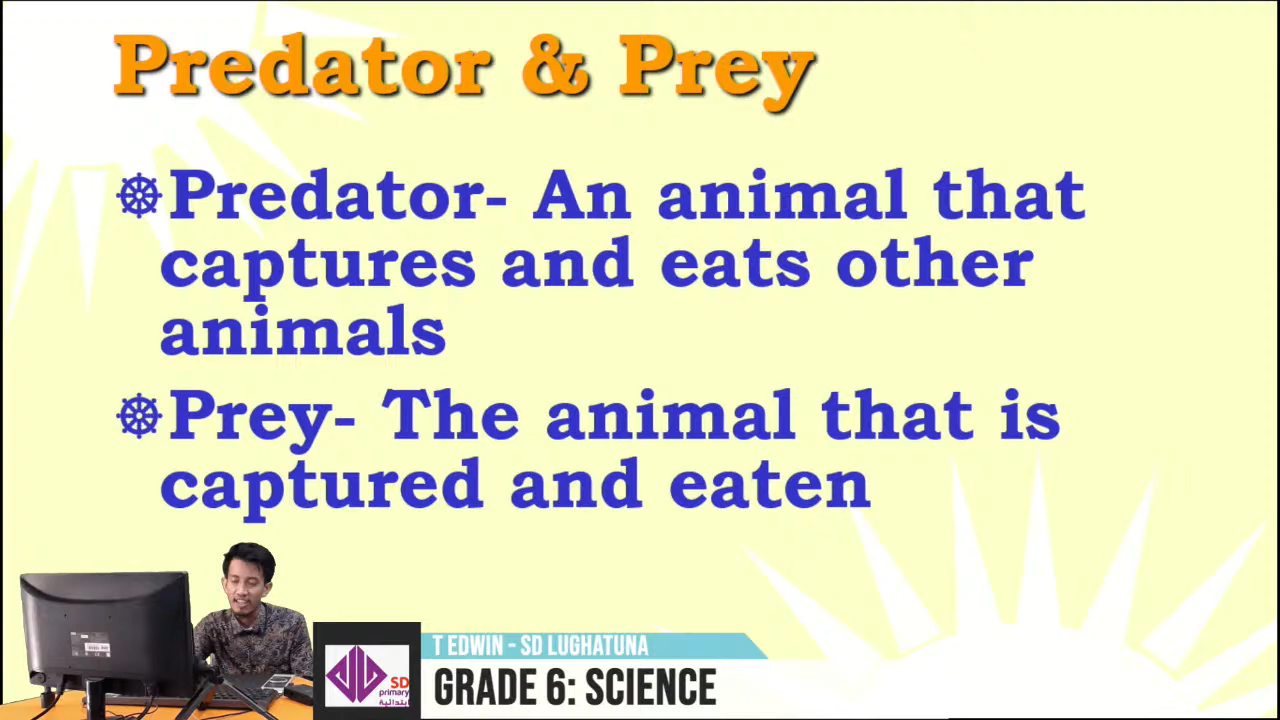 Predator & Prey
Predator- An animal that
captures and eats other
animals
Prey- The animal that is
captured and eaten
T EDWIN - SD LUGHATUNA
SD
primary
ابتدائية
GRADE 6: SCIENCE